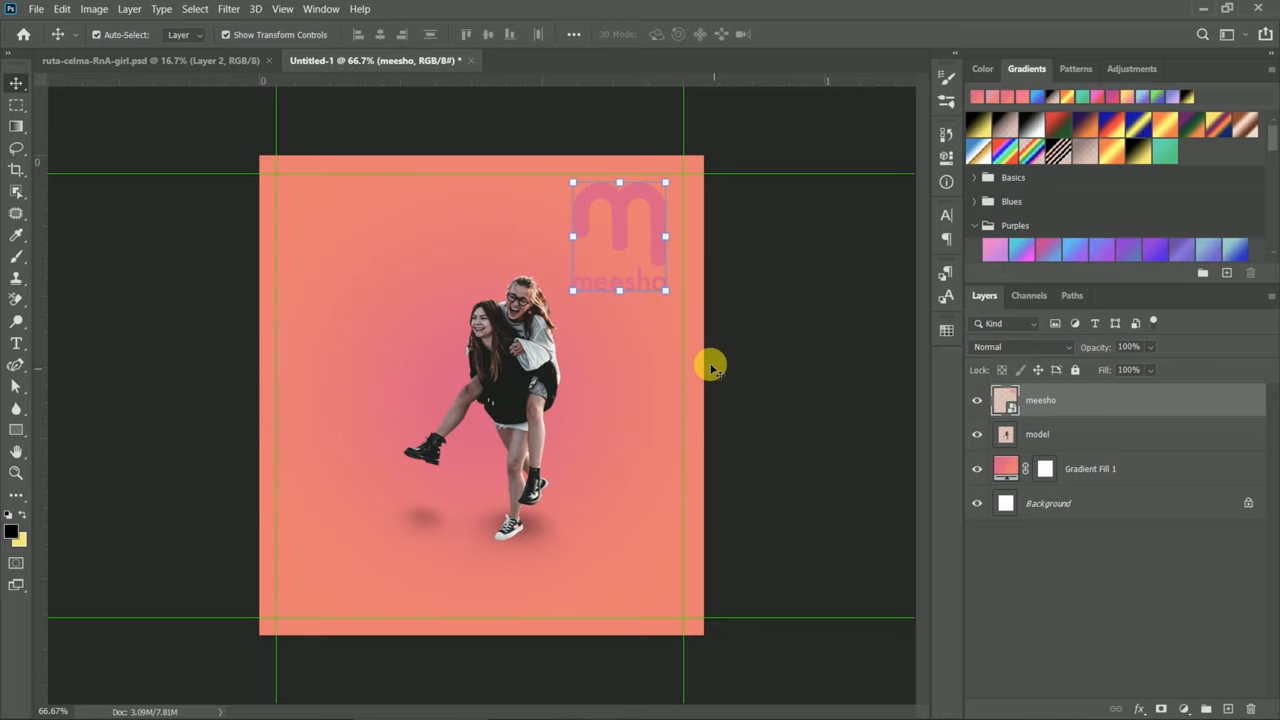 File Edit Image Layer Type Select Filter 3D View Window Help
Auto-Select: Layer Show Transform Controls 3D Mode:
ruta-celma-RnA-girl.psd @ 16.7% (Layer 2, RGB/8) × Untitled-1 @ 66.7% (meesho, RGB/8#) * ×
0 1
0
meesho
Color Gradients Patterns Adjustments
Basics
Blues
Purples
Layers Channels Paths
Kind
Normal Opacity: 100%
Lock: Fill: 100%
meesho
model
Gradient Fill 1
Background
66.67% Doc: 3.09M/7.81M